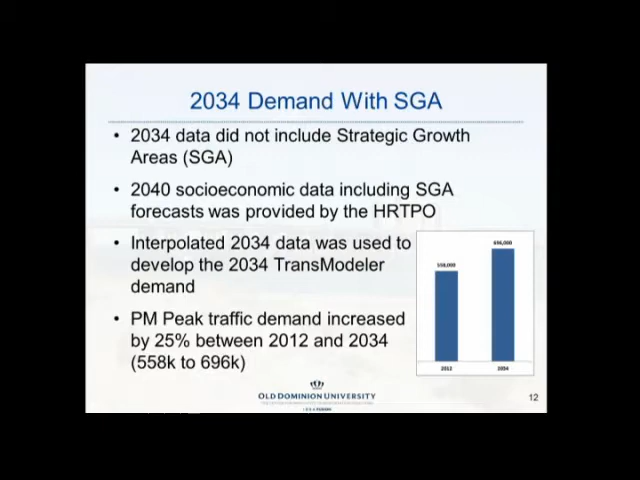 2034 Demand With SGA
• 2034 data did not include Strategic Growth
Areas (SGA)
• 2040 socioeconomic data including SGA
forecasts was provided by the HRTPO
• Interpolated 2034 data was used to
develop the 2034 TransModeler
demand
• PM Peak traffic demand increased
by 25% between 2012 and 2034
(558k to 696k)
558,000
696,000
2012
2034
OLD DOMINION UNIVERSITY
12